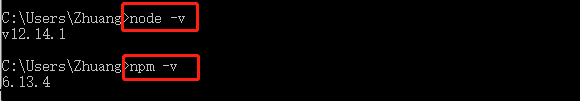 C:\Users\Zhuang>node -v
v12.14.1
C:\Users\Zhuang>npm -v
6.13.4